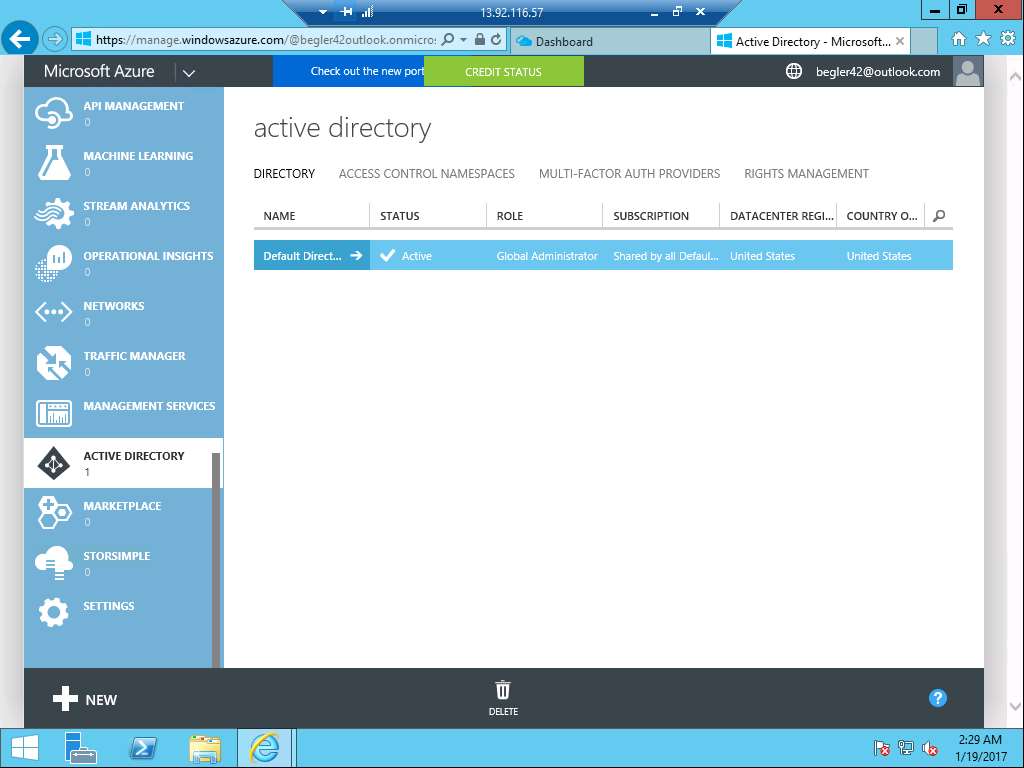 13.92.116.57
https://manage.windowsazure.com/@begler42outlook.onmicro
Dashboard
Active Directory - Microsoft...
Microsoft Azure
Check out the new port
CREDIT STATUS
begler42@outlook.com
API MANAGEMENT
0
MACHINE LEARNING
0
STREAM ANALYTICS
0
OPERATIONAL INSIGHTS
0
NETWORKS
0
TRAFFIC MANAGER
0
MANAGEMENT SERVICES
ACTIVE DIRECTORY
1
MARKETPLACE
0
STORSIMPLE
0
SETTINGS
active directory
DIRECTORY ACCESS CONTROL NAMESPACES MULTI-FACTOR AUTH PROVIDERS RIGHTS MANAGEMENT
NAME STATUS ROLE SUBSCRIPTION DATACENTER REGI... COUNTRY O...
Default Direct... Active Global Administrator Shared by all Defaul... United States United States
NEW
DELETE
?
2:29 AM
1/19/2017